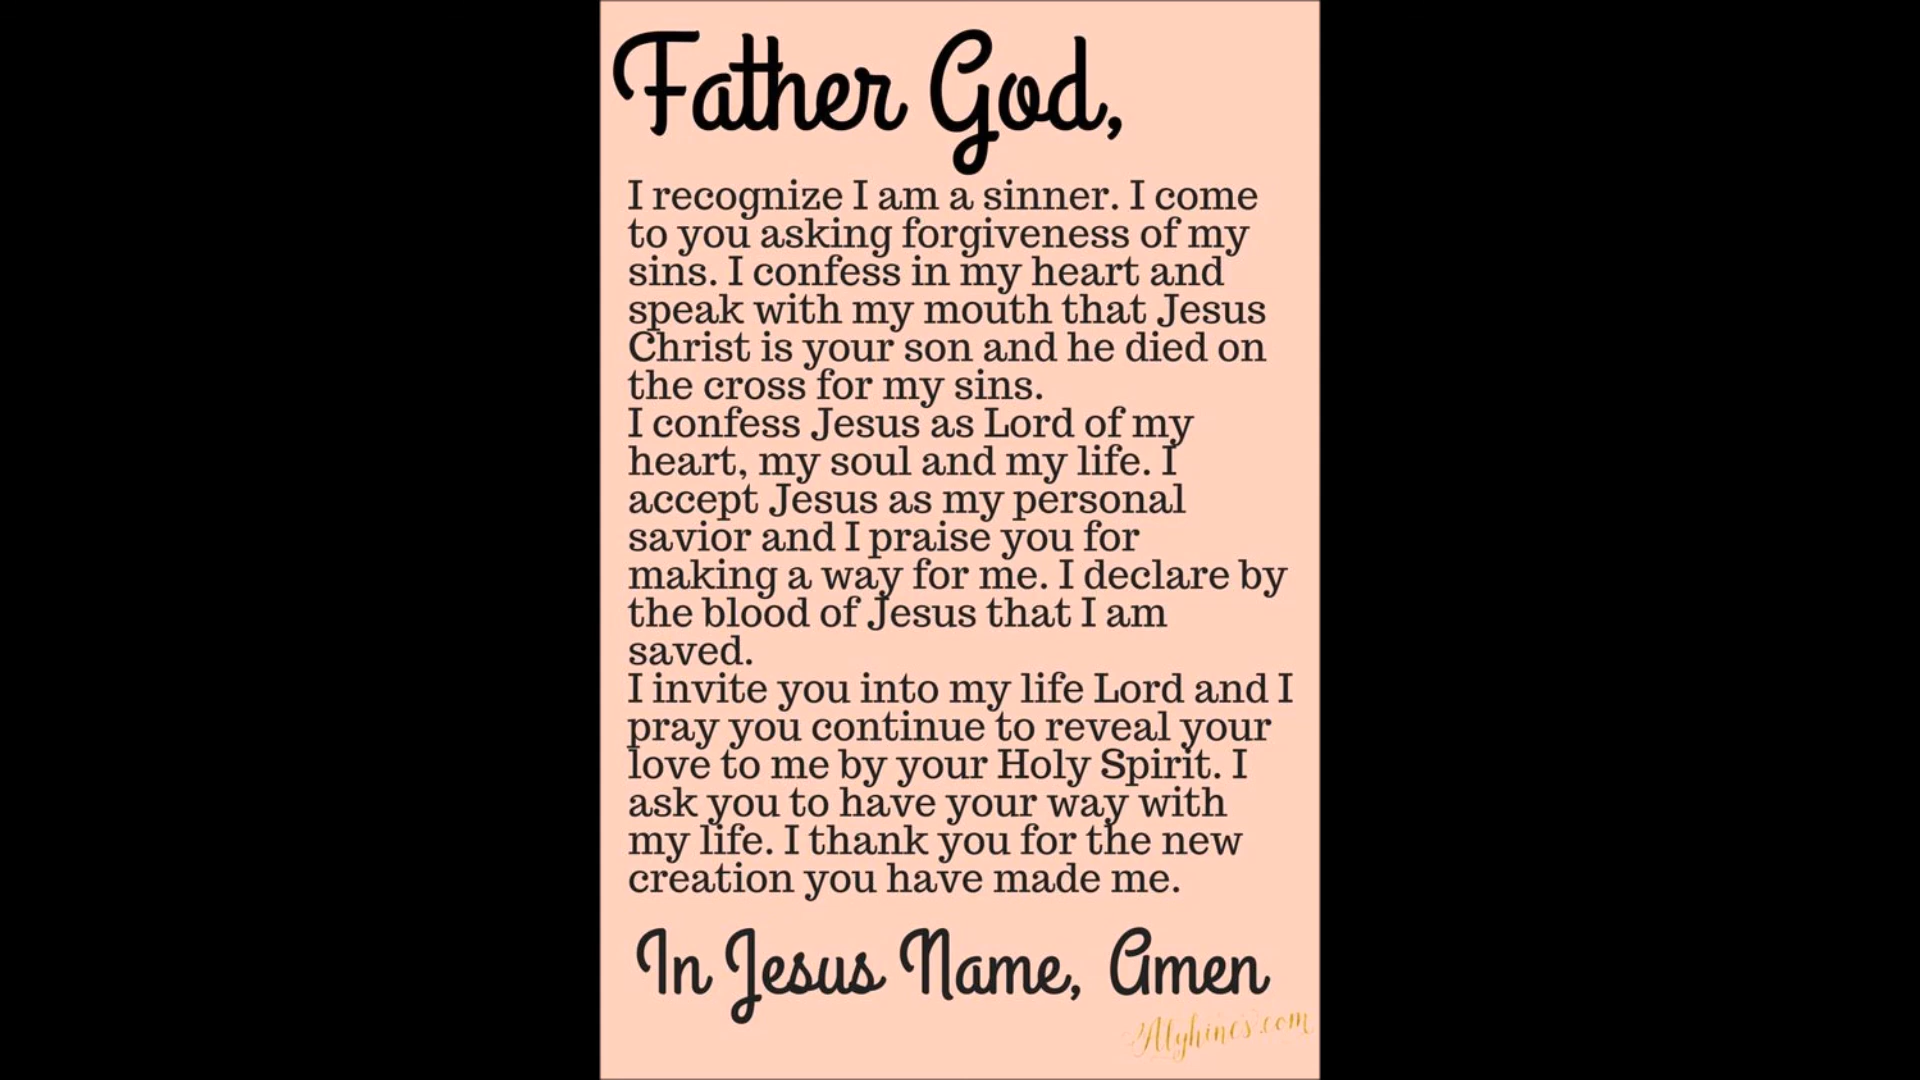 Father God,
I recognize I am a sinner. I come
to you asking forgiveness of my
sins. I confess in my heart and
speak with my mouth that Jesus
Christ is your son and he died on
the cross for my sins.
I confess Jesus as Lord of my
heart, my soul and my life. I
accept Jesus as my personal
savior and I praise you for
making a way for me. I declare by
the blood of Jesus that I am
saved.
I invite you into my life Lord and I
pray you continue to reveal your
love to me by your Holy Spirit. I
ask you to have your way with
my life. I thank you for the new
creation you have made me.
In Jesus Name, Amen
Alyhines.com